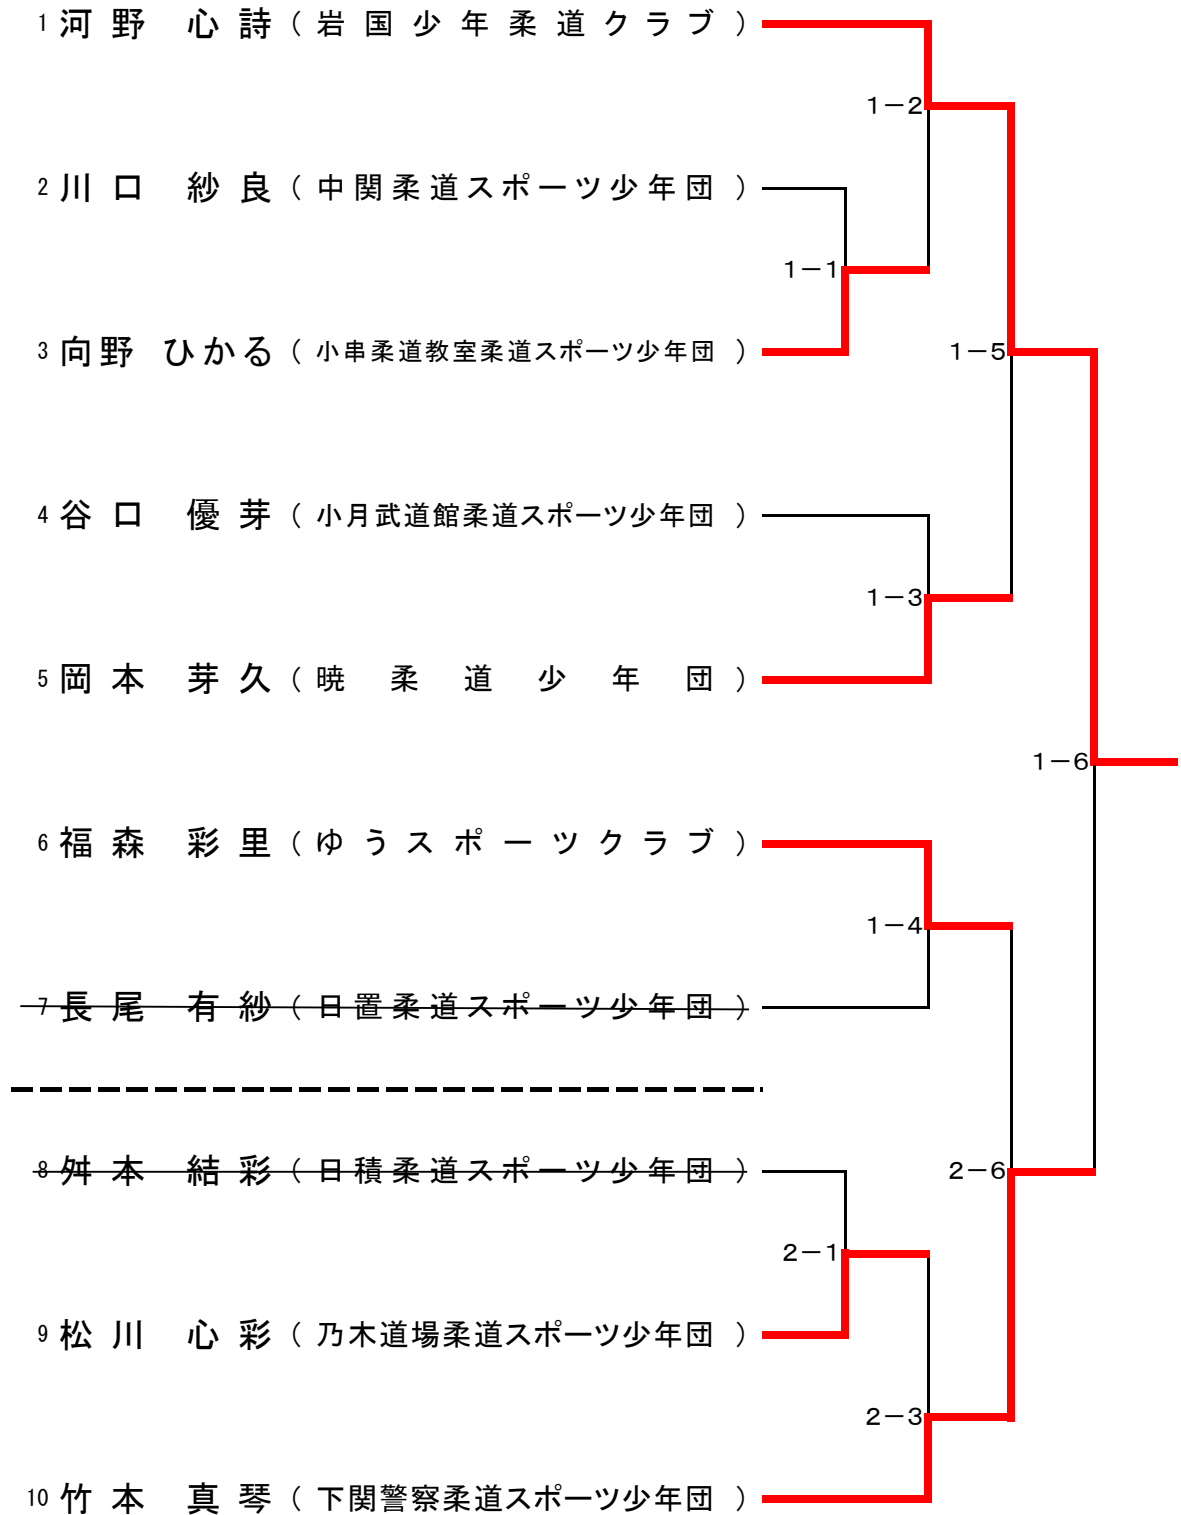 1 河野 心詩 (岩国少年柔道クラブ)
1−2
2 川口 紗良 (中関柔道スポーツ少年団)
1−1
3 向野 ひかる (小串柔道教室柔道スポーツ少年団)
1−5
4 谷口 優芽 (小月武道館柔道スポーツ少年団)
1−3
5 岡本 芽久 (暁柔道少年団)
1−6
6 福森 彩里 (ゆうスポーツクラブ)
1−4
7 長尾 有紗 (日置柔道スポーツ少年団)
8 舛本 結彩 (日積柔道スポーツ少年団)
2−6
2−1
9 松川 心彩 (乃木道場柔道スポーツ少年団)
2−3
10 竹本 真琴 (下関警察柔道スポーツ少年団)